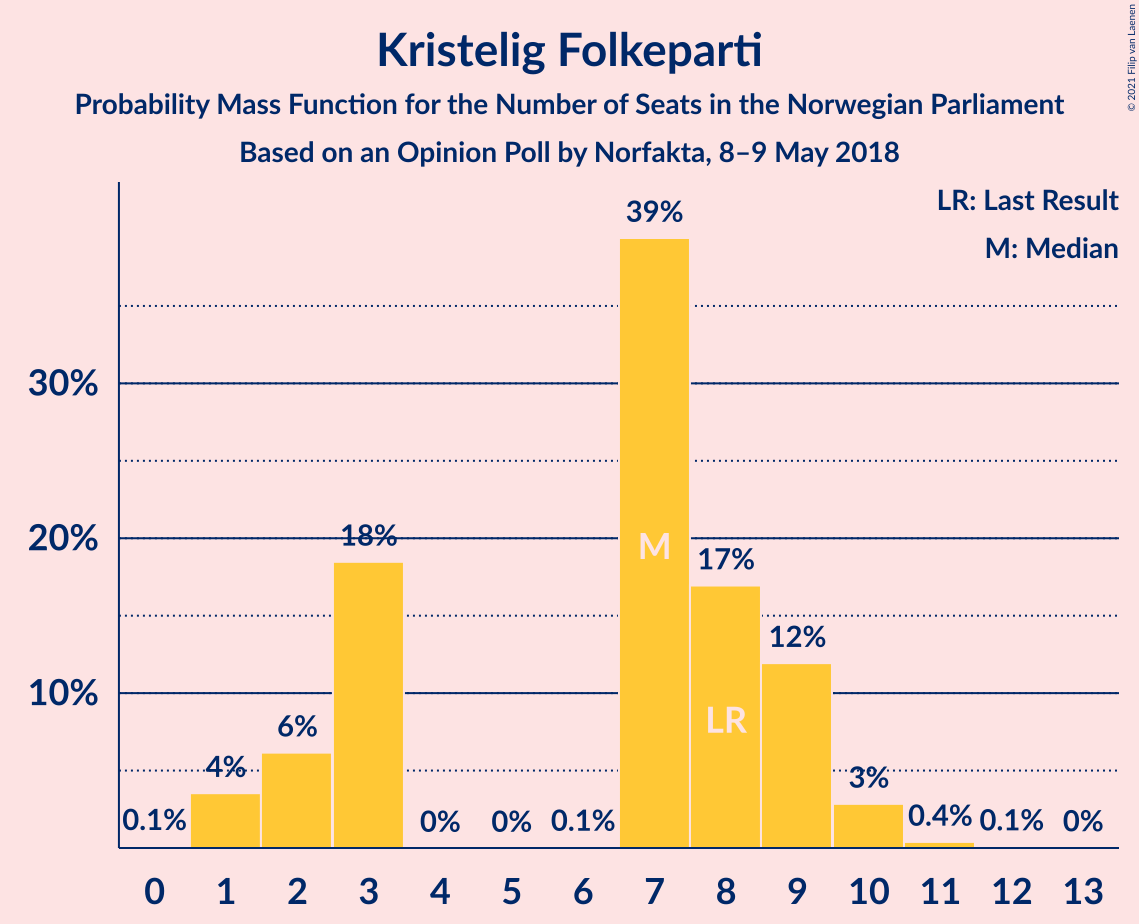 Kristelig Folkeparti
Probability Mass Function for the Number of Seats in the Norwegian Parliament
Based on an Opinion Poll by Norfakta, 8–9 May 2018
© 2021 Filip van Laenen
LR: Last Result
M: Median
39%
30%
20%
18%
M
17%
12%
10%
LR
6%
4%
3%
0.1%
0%
0%
0.1%
0.4%
0.1%
0%
0 1 2 3 4 5 6 7 8 9 10 11 12 13